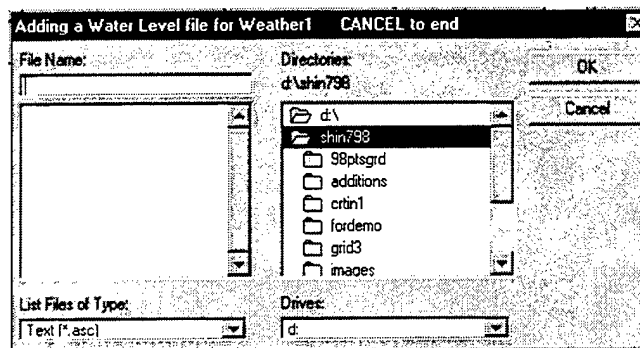 Adding a Water Level file for Weather1 CANCEL to end
File Name:
Directories:
d:\shin798
OK
Cancel
d:\
shin798
98ptsgrd
additions
crtin1
fordemo
grid3
images
List Files of Type:
Text (*.asc)
Drives:
d: